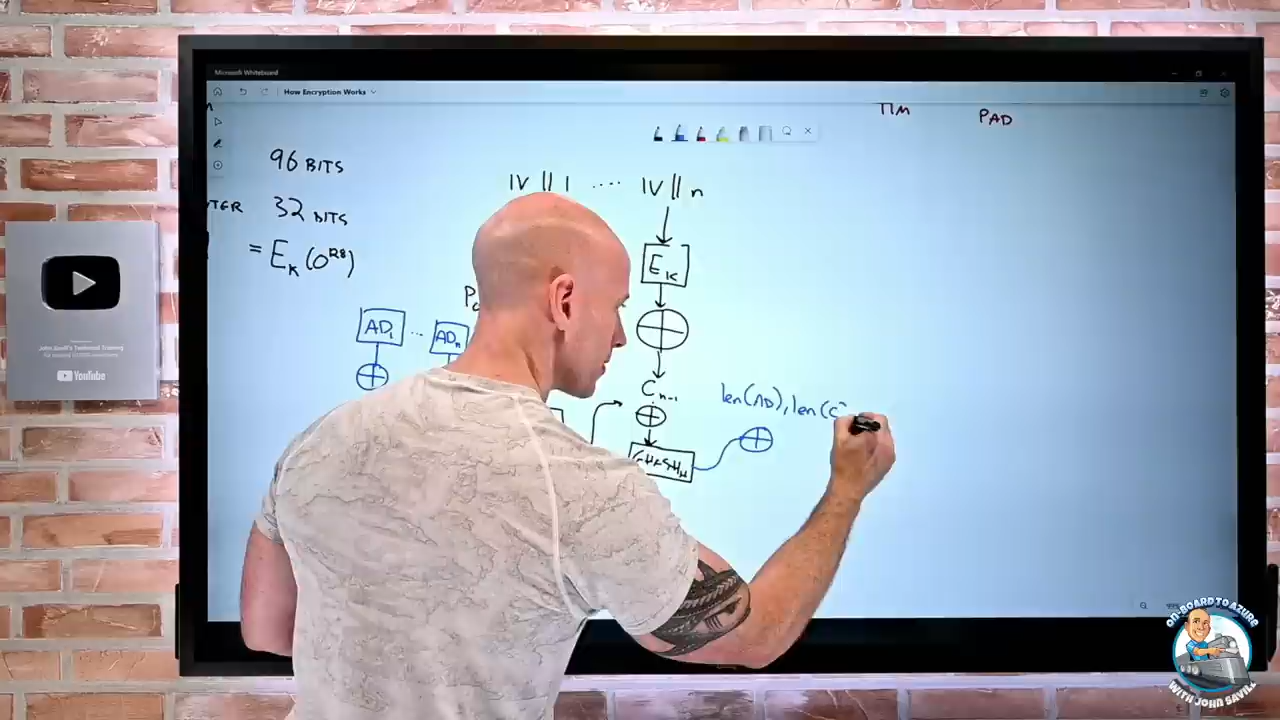 Microsoft Whiteboard
How Encryption Works
TIM PAD
96 BITS
TER 32 BITS
= E_K (0^128)
IV || 1 .... IV || n
E_K
AD_1 ... AD_n
C_n-1
len(AD), len(C)
GHASH_H
John Savill's Technical Training
YouTube
ON-BOARD TO AZURE
WITH JOHN SAVILL